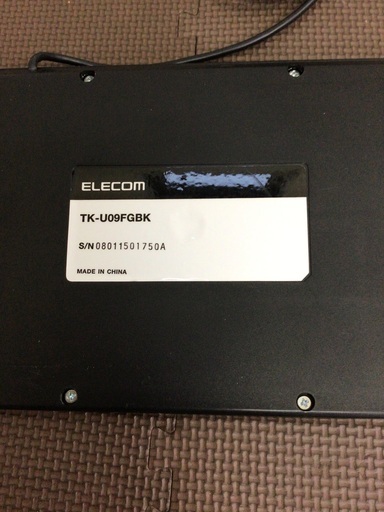 ELECOM
TK-U09FGBK
S/N 08011501750A
MADE IN CHINA